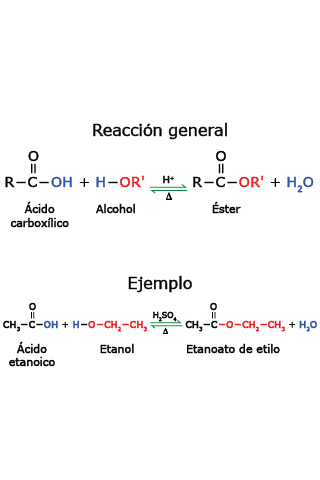 Reacción general
O
R—C—OH + H—OR' H⁺ Δ R—C—OR' + H₂O
O
Ácido carboxílico
Alcohol
Éster
Ejemplo
O
CH₃—C—OH + H—O—CH₂—CH₃ H₂SO₄ Δ CH₃—C—O—CH₂—CH₃ + H₂O
O
Ácido etanoico
Etanol
Etanoato de etilo